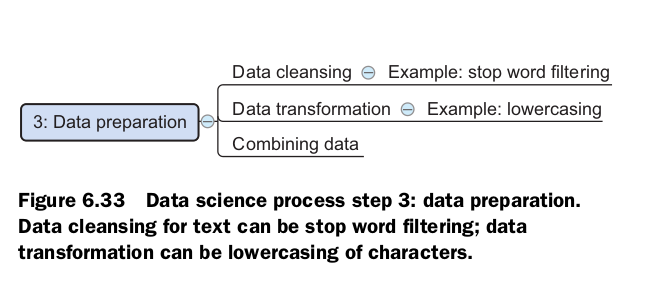 Data cleansing Example: stop word filtering
3: Data preparation
Data transformation Example: lowercasing
Combining data
Figure 6.33 Data science process step 3: data preparation.
Data cleansing for text can be stop word filtering; data
transformation can be lowercasing of characters.